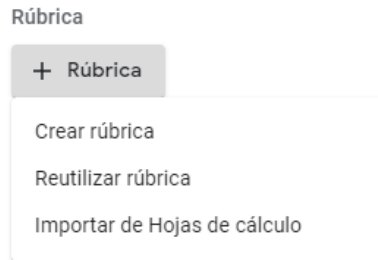 Rúbrica
+ Rúbrica
Crear rúbrica
Reutilizar rúbrica
Importar de Hojas de cálculo